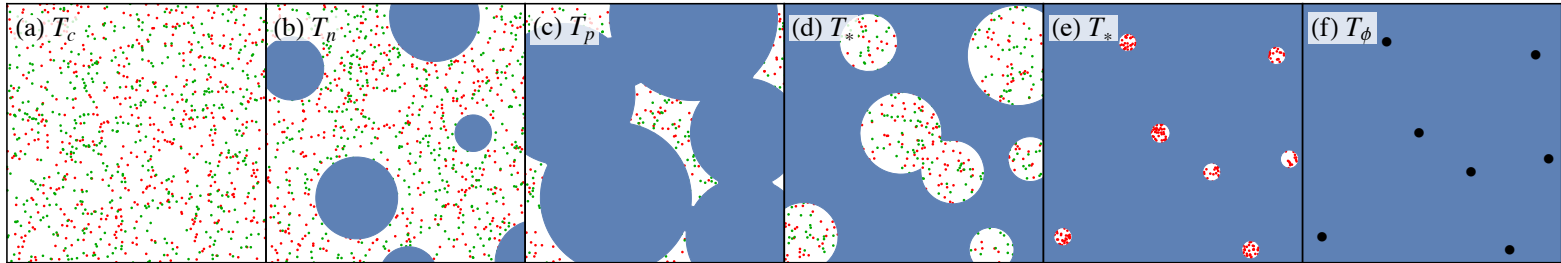 (a) T_c
(b) T_n
(c) T_p
(d) T_*
(e) T_*
(f) T_ϕ